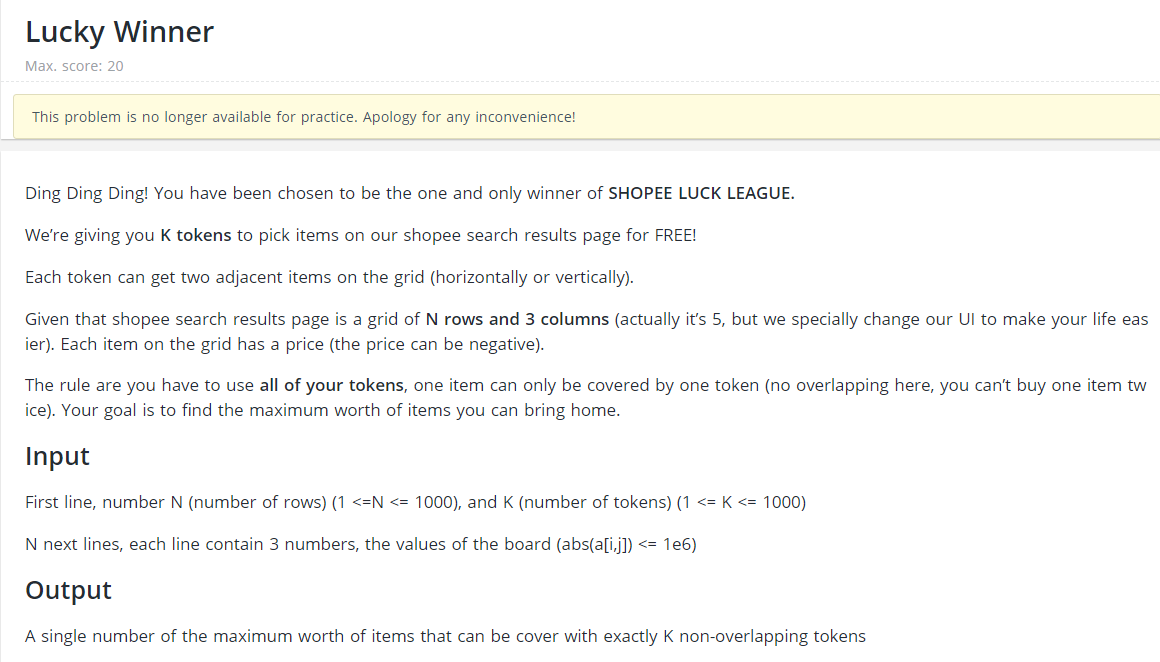 Lucky Winner
Max. score: 20
This problem is no longer available for practice. Apology for any inconvenience!
Ding Ding Ding! You have been chosen to be the one and only winner of SHOPEE LUCK LEAGUE.
We’re giving you K tokens to pick items on our shopee search results page for FREE!
Each token can get two adjacent items on the grid (horizontally or vertically).
Given that shopee search results page is a grid of N rows and 3 columns (actually it’s 5, but we specially change our UI to make your life eas
ier). Each item on the grid has a price (the price can be negative).
The rule are you have to use all of your tokens, one item can only be covered by one token (no overlapping here, you can’t buy one item tw
ice). Your goal is to find the maximum worth of items you can bring home.
Input
First line, number N (number of rows) (1 <=N <= 1000), and K (number of tokens) (1 <= K <= 1000)
N next lines, each line contain 3 numbers, the values of the board (abs(a[i,j]) <= 1e6)
Output
A single number of the maximum worth of items that can be cover with exactly K non-overlapping tokens